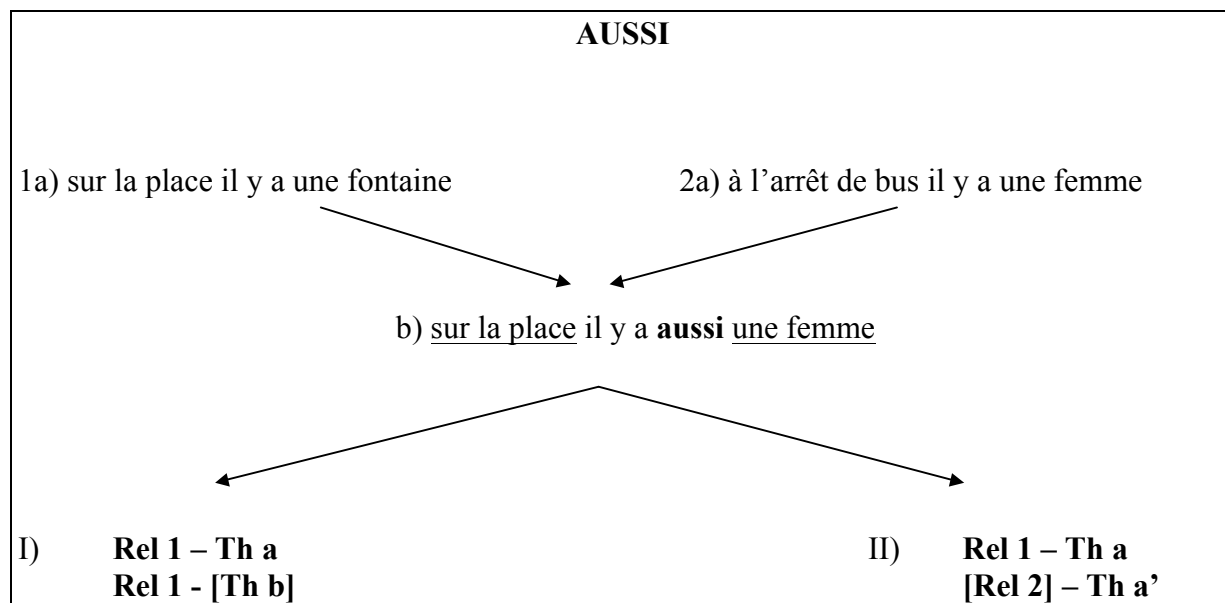 AUSSI
1a) sur la place il y a une fontaine 2a) à l’arrêt de bus il y a une femme
b) sur la place il y a aussi une femme
I) Rel 1 – Th a II) Rel 1 – Th a
Rel 1 - [Th b] [Rel 2] – Th a’